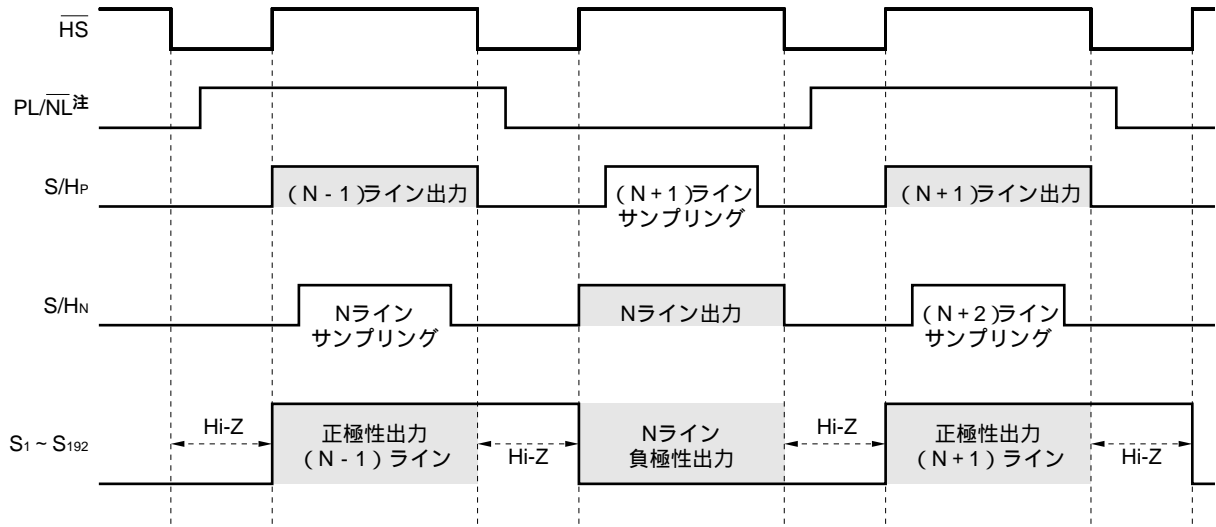 HS
PL/NL注
S/HP
(N-1)ライン出力
(N+1)ライン
サンプリング
(N+1)ライン出力
S/HN
Nライン
サンプリング
Nライン出力
(N+2)ライン
サンプリング
S1 ~ S192
Hi-Z
正極性出力
(N-1)ライン
Hi-Z
Nライン
負極性出力
Hi-Z
正極性出力
(N+1)ライン
Hi-Z